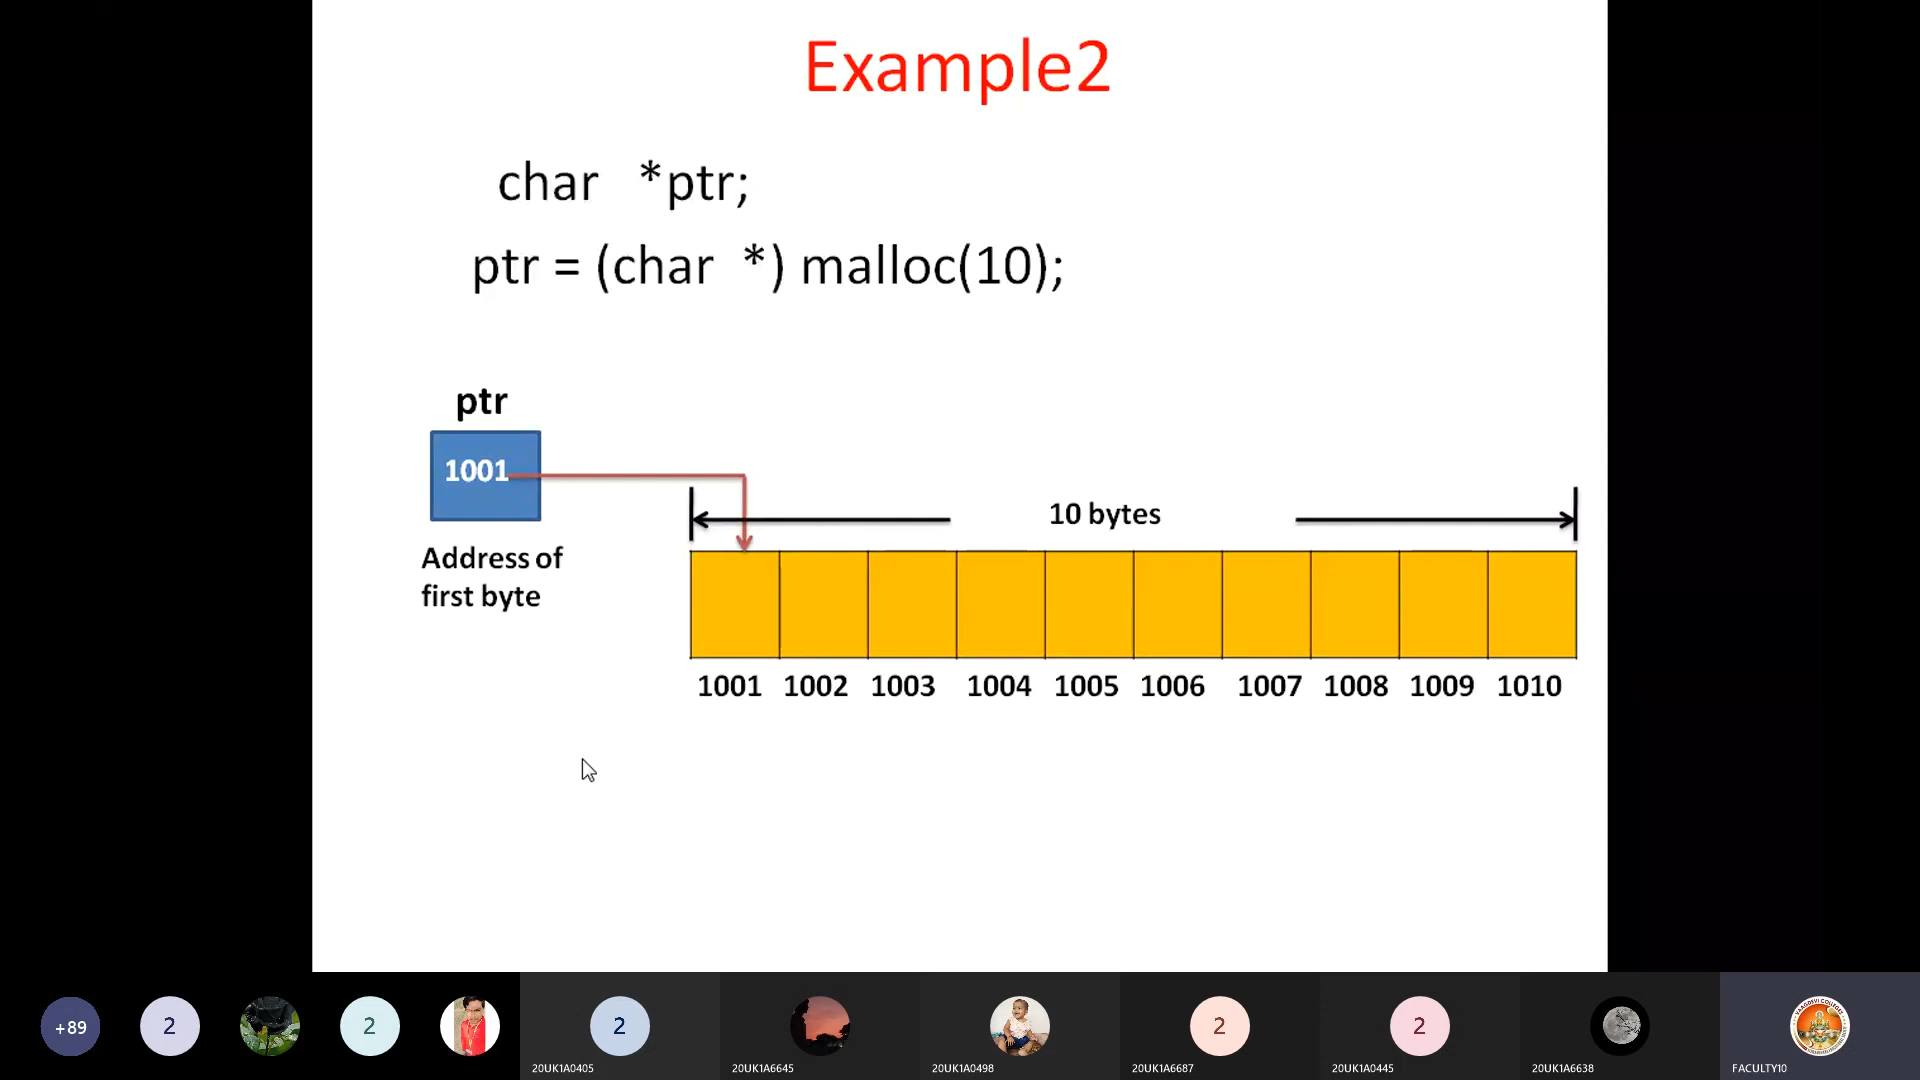 Example2
char *ptr;
ptr = (char *) malloc(10);
ptr
1001
10 bytes
Address of
first byte
1001 1002 1003 1004 1005 1006 1007 1008 1009 1010
+89 2 2 2 2 2
20UK1A0405 20UK1A6645 20UK1A0498 20UK1A6687 20UK1A0445 20UK1A6638 FACULTY10